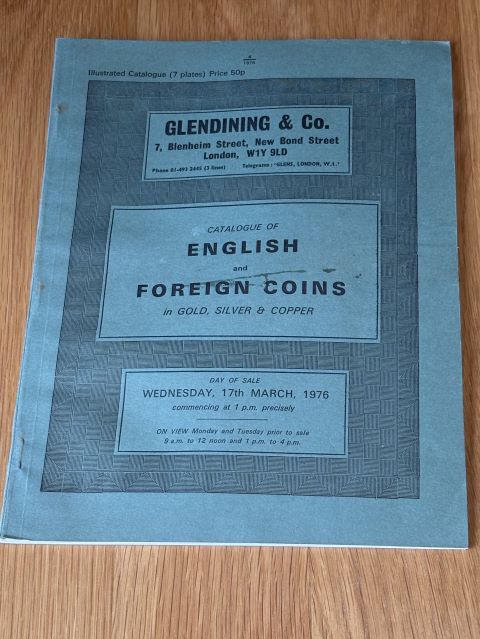 4
1976
Illustrated Catalogue (7 plates) Price 50p
GLENDINING & Co.
7, Blenheim Street, New Bond Street
London, W1Y 9LD
Phone 01-493 2445 (3 lines) Telegrams: "GLENS, LONDON, W.1."
CATALOGUE OF
ENGLISH
and
FOREIGN COINS
in GOLD, SILVER & COPPER
DAY OF SALE
WEDNESDAY, 17th MARCH, 1976
commencing at 1 p.m. precisely
ON VIEW Monday and Tuesday prior to sale
9 a.m. to 12 noon and 1 p.m. to 4 p.m.